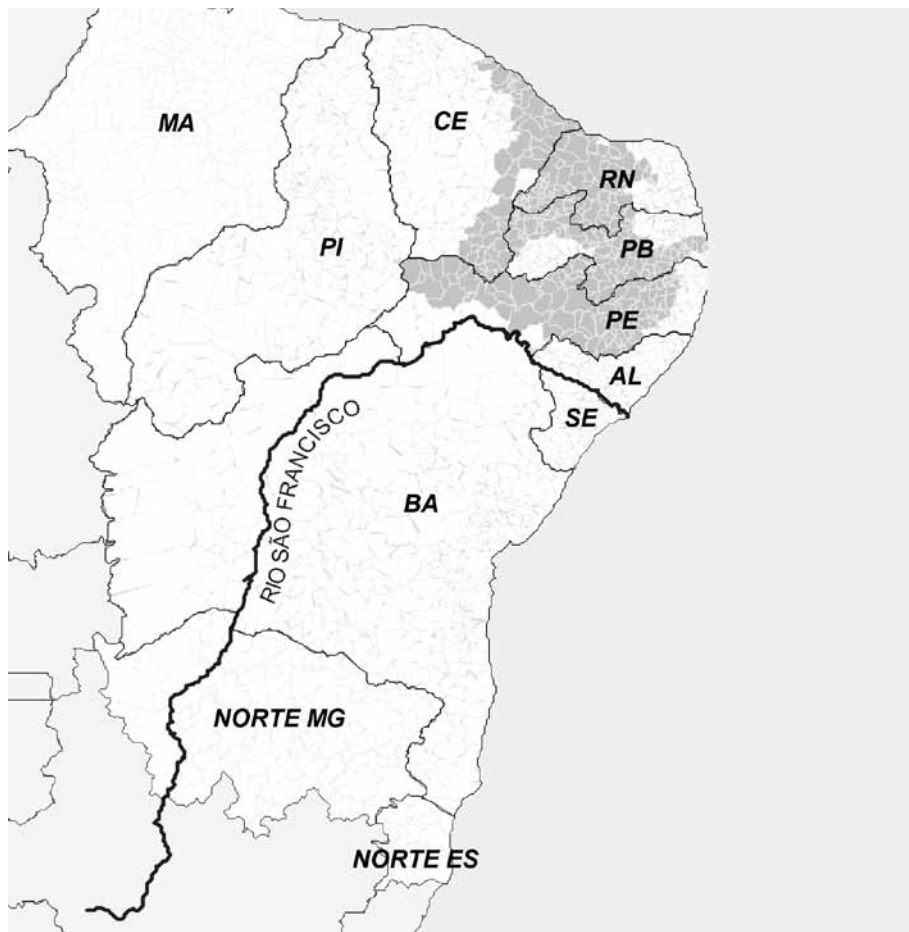 MA
CE
RN
PI
PB
PE
AL
SE
RIO SÃO FRANCISCO
BA
NORTE MG
NORTE ES